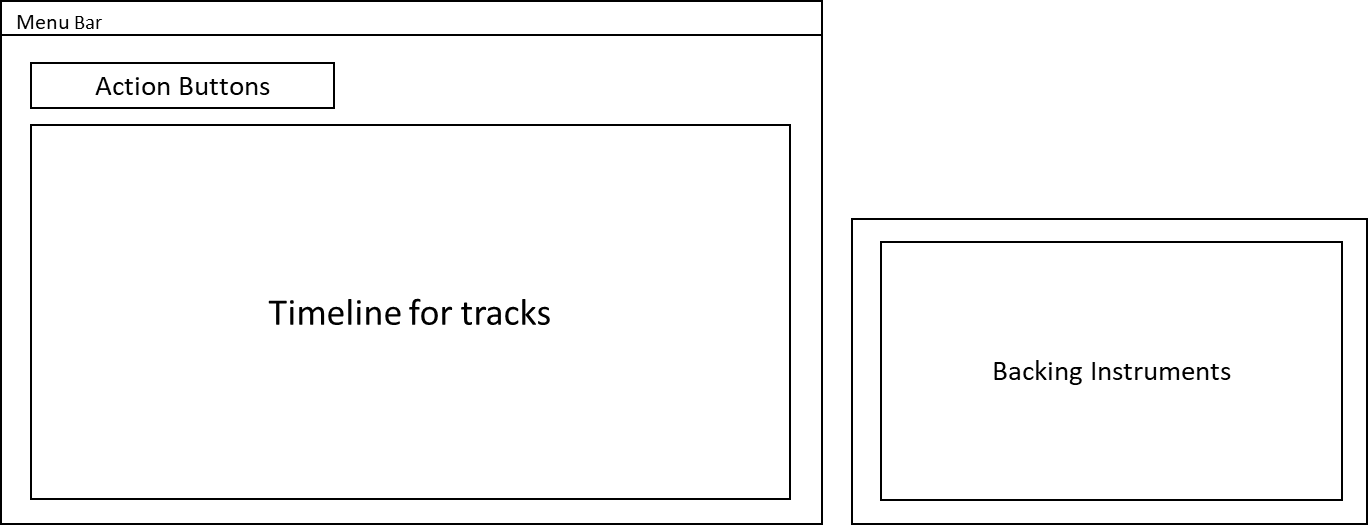 Menu Bar
Action Buttons
Timeline for tracks
Backing Instruments